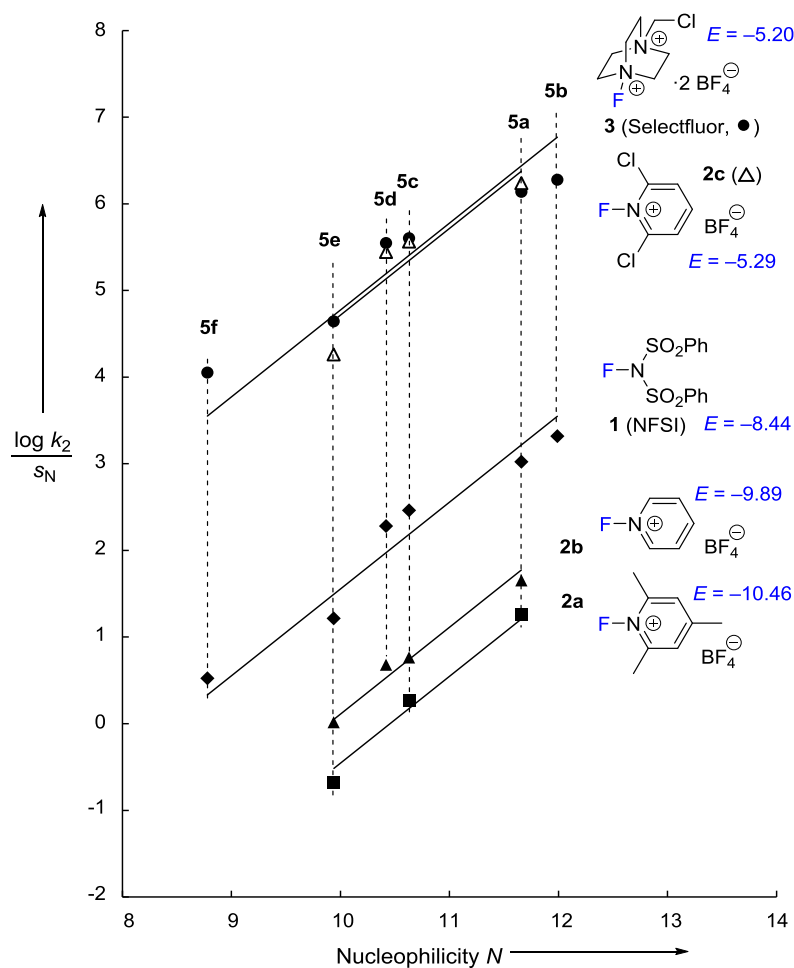 8
7
6
5
4
3
2
1
0
-1
-2
8
9
10
11
12
13
14
log k₂
sN
Nucleophilicity N
5f
5e
5d
5c
5a
5b
Cl
N ⊕
N ⊕
F
·2 BF₄⊖
E = –5.20
3 (Selectfluor, ●)
Cl
2c (△)
F N ⊕
BF₄⊖
Cl
E = –5.29
SO₂Ph
F N
SO₂Ph
1 (NFSI)
E = –8.44
E = –9.89
F N ⊕
BF₄⊖
2b
2a
E = –10.46
F N ⊕
BF₄⊖